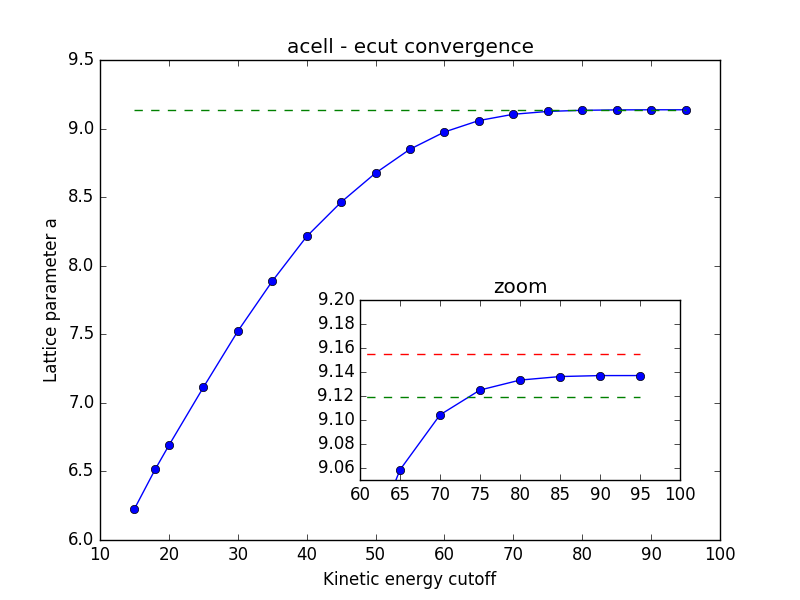 acell - ecut convergence
9.5
9.0
8.5
8.0
7.5
7.0
6.5
6.0
Lattice parameter a
10 20 30 40 50 60 70 80 90 100
Kinetic energy cutoff
zoom
9.20
9.18
9.16
9.14
9.12
9.10
9.08
9.06
60 65 70 75 80 85 90 95 100